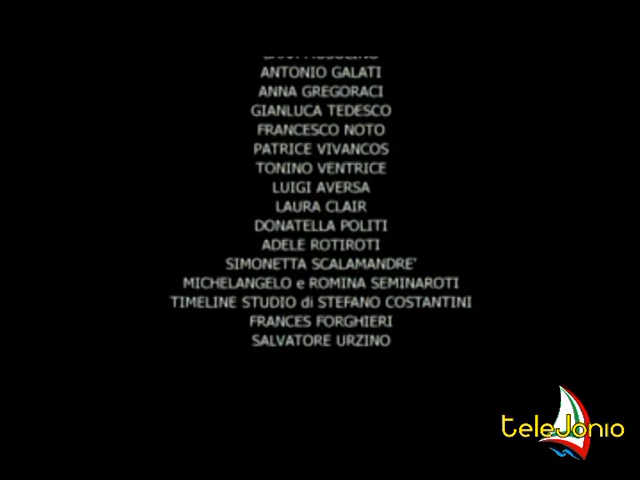 ANTONIO GALATI
ANNA GREGORACI
GIANLUCA TEDESCO
FRANCESCO NOTO
PATRICE VIVANCOS
TONINO VENTRICE
LUIGI AVERSA
LAURA CLAIR
DONATELLA POLITI
ADELE ROTIROTI
SIMONETTA SCALAMANDRE'
MICHELANGELO e ROMINA SEMINAROTI
TIMELINE STUDIO di STEFANO COSTANTINI
FRANCES FORGHIERI
SALVATORE URZINO
teleJonio